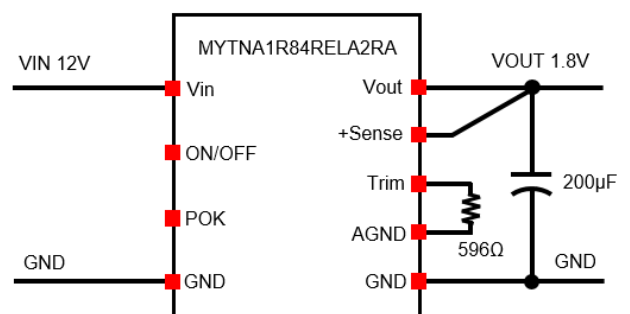 MYTNA1R84RELA2RA
VIN 12V
VOUT 1.8V
Vin
Vout
+Sense
ON/OFF
Trim
200µF
POK
AGND
596Ω
GND
GND
GND
GND